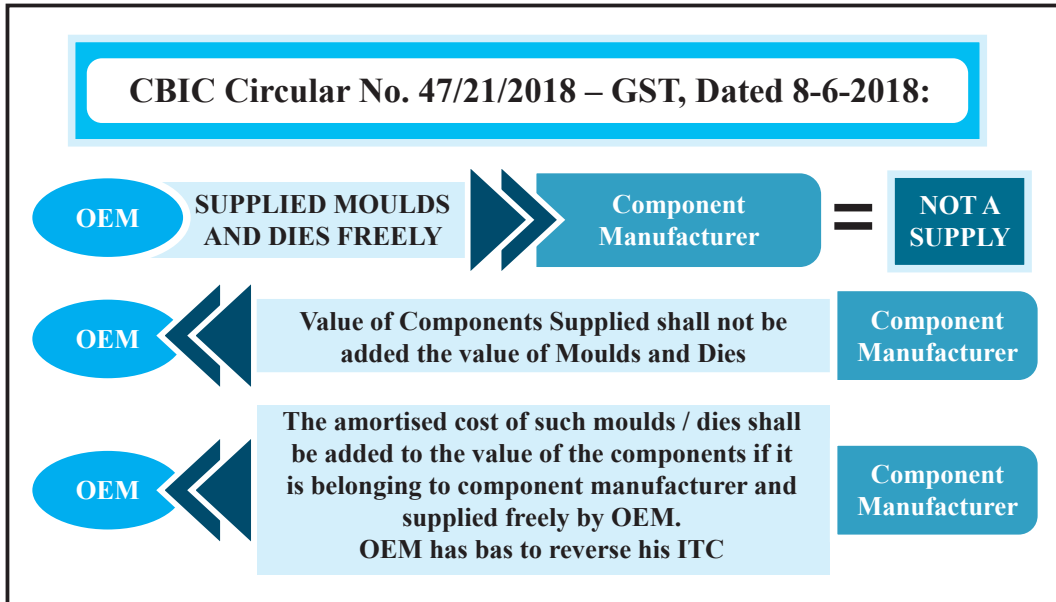 CBIC Circular No. 47/21/2018 – GST, Dated 8-6-2018:
OEM
SUPPLIED MOULDS
AND DIES FREELY
Component
Manufacturer
=
NOT A
SUPPLY
OEM
Value of Components Supplied shall not be
added the value of Moulds and Dies
Component
Manufacturer
OEM
The amortised cost of such moulds / dies shall
be added to the value of the components if it
is belonging to component manufacturer and
supplied freely by OEM.
OEM has bas to reverse his ITC
Component
Manufacturer